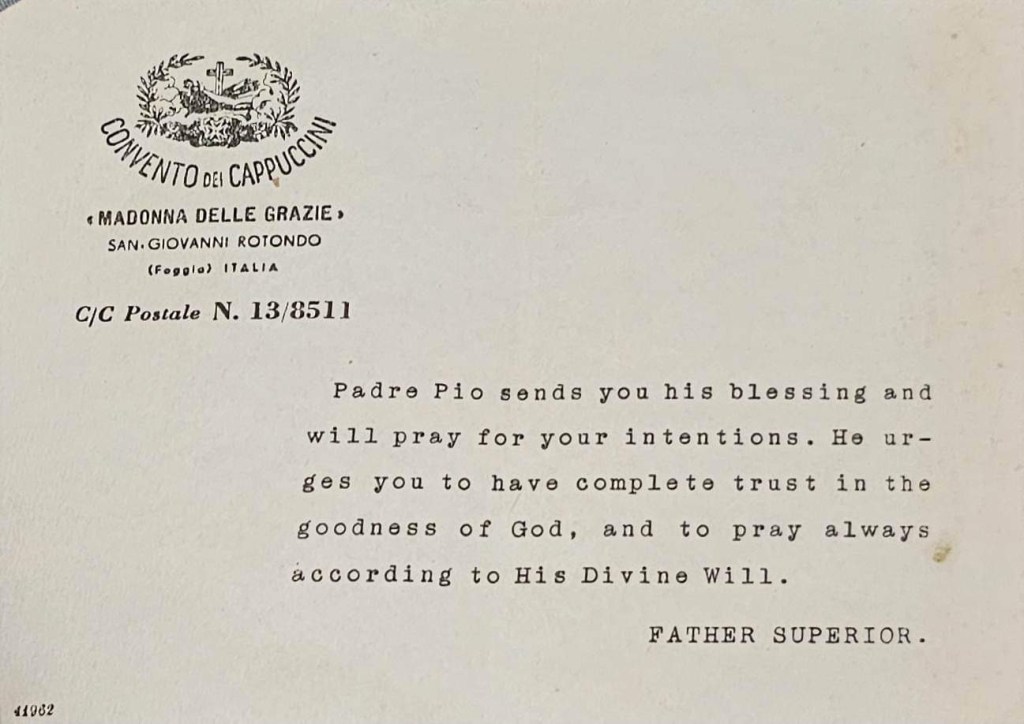 CONVENTO DEI CAPPUCCINI
« MADONNA DELLE GRAZIE »
SAN. GIOVANNI ROTONDO
(Foggia) ITALIA
C/C Postale N. 13/8511
Padre Pio sends you his blessing and
will pray for your intentions. He ur-
ges you to have complete trust in the
goodness of God, and to pray always
according to His Divine Will.
FATHER SUPERIOR.
41962